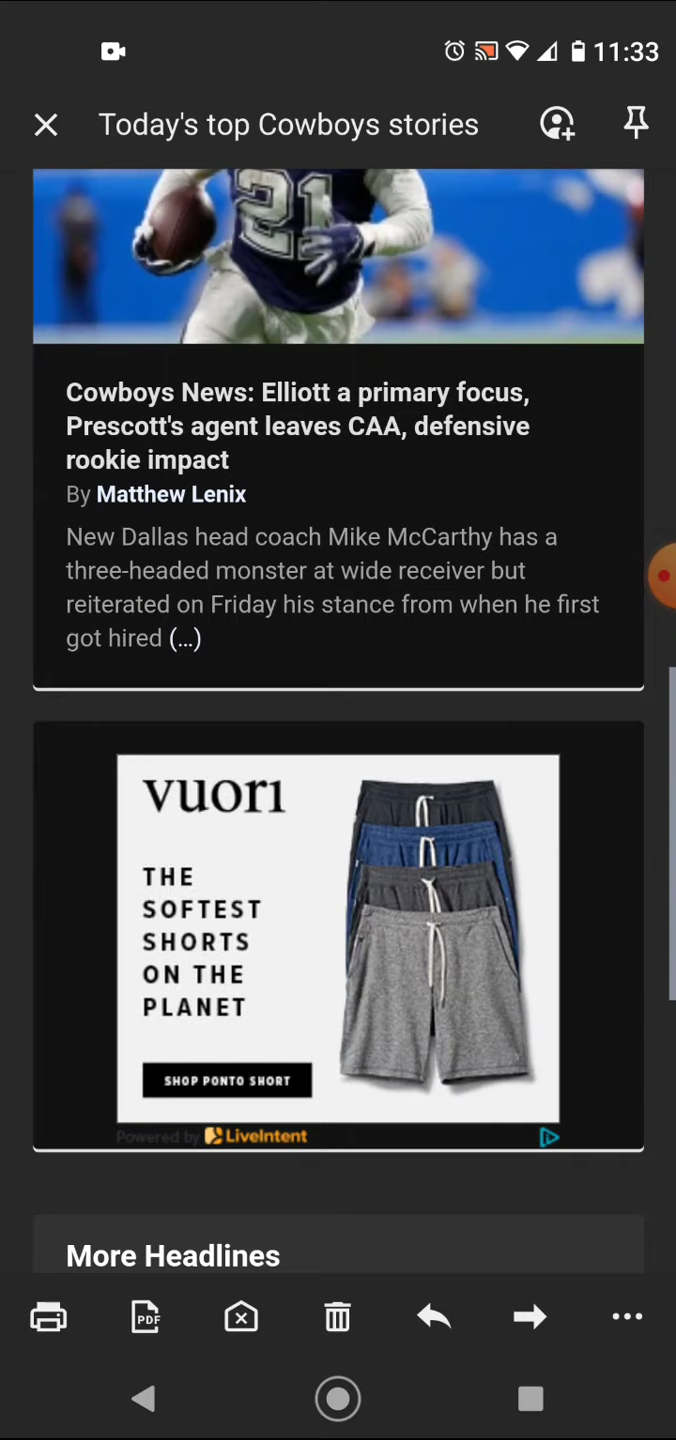 11:33
Today's top Cowboys stories
21
Cowboys News: Elliott a primary focus,
Prescott's agent leaves CAA, defensive
rookie impact
By Matthew Lenix
New Dallas head coach Mike McCarthy has a
three-headed monster at wide receiver but
reiterated on Friday his stance from when he first
got hired (...)
vuori
THE
SOFTEST
SHORTS
ON THE
PLANET
SHOP PONTO SHORT
Powered by LiveIntent
More Headlines
PDF